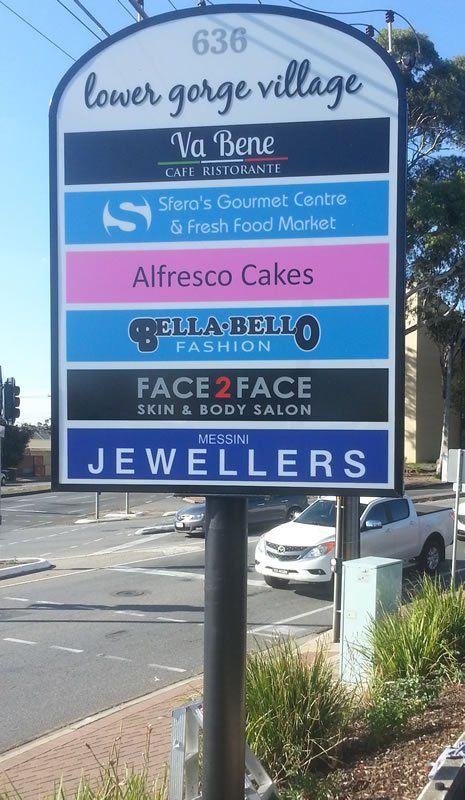 636
lower gorge village
Va Bene
CAFE RISTORANTE
Sfera's Gourmet Centre
& Fresh Food Market
Alfresco Cakes
BELLA•BELLO
FASHION
FACE2FACE
SKIN & BODY SALON
MESSINI
JEWELLERS